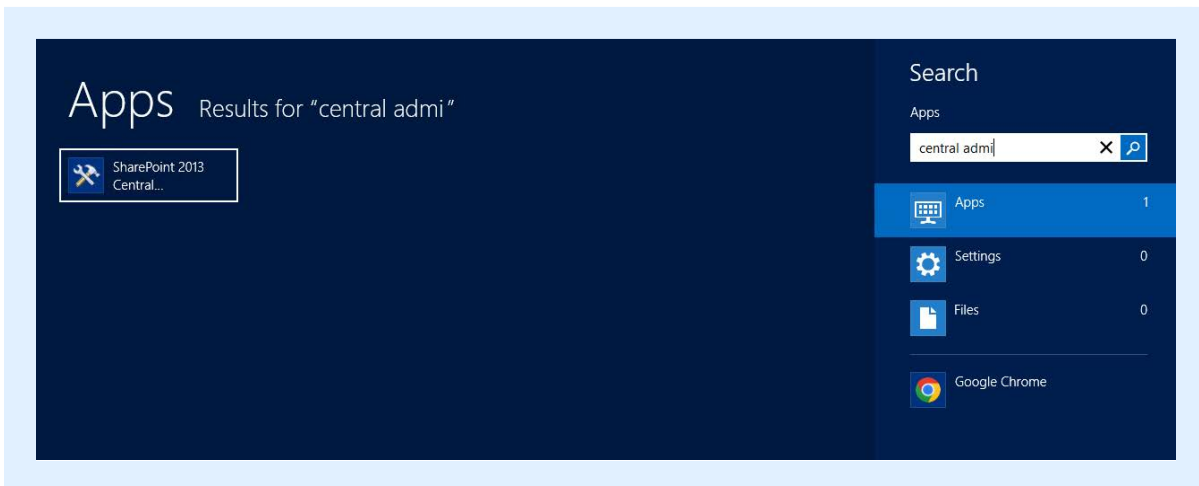 Apps Results for “central admi”
SharePoint 2013
Central...
Search
Apps
central admi
Apps 1
Settings 0
Files 0
Google Chrome